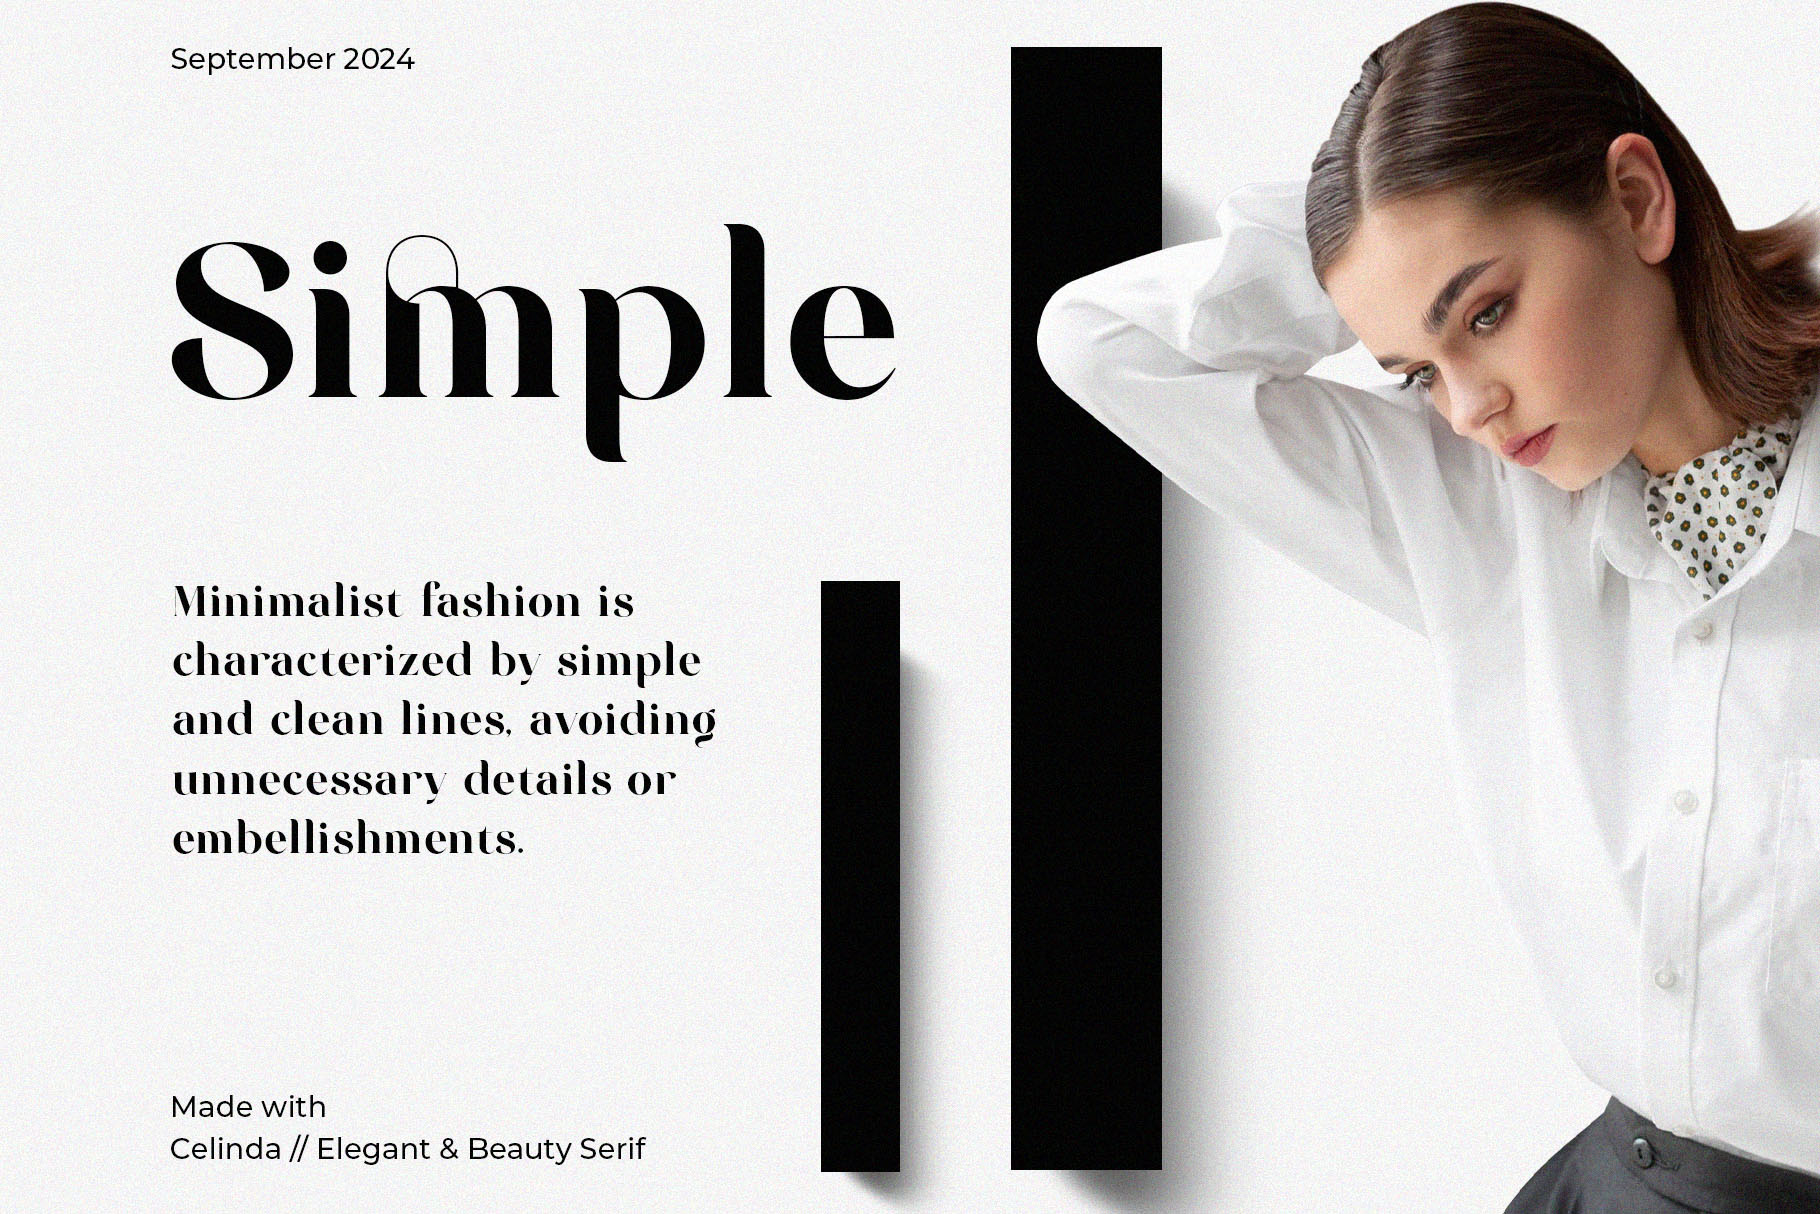 September 2024
Simple
Minimalist fashion is
characterized by simple
and clean lines, avoiding
unnecessary details or
embellishments.
Made with
Celinda // Elegant & Beauty Serif